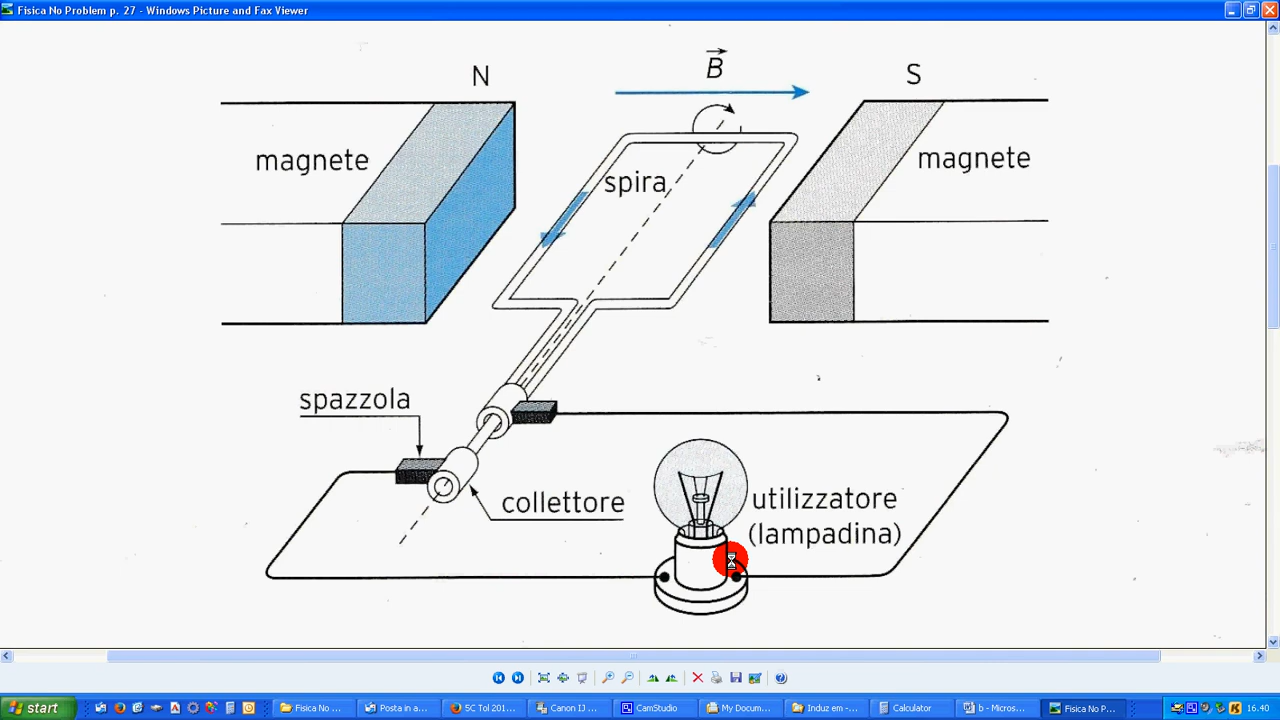 Fisica No Problem p. 27 - Windows Picture and Fax Viewer
N
B
S
magnete
spira
magnete
spazzola
collettore
utilizzatore
(lampadina)
start
Fisica No ...
Posta in a...
5C Tol 201...
Canon IJ ...
CamStudio
My Docum...
Induz em -...
Calculator
b - Micros...
Fisica No P...
16.40